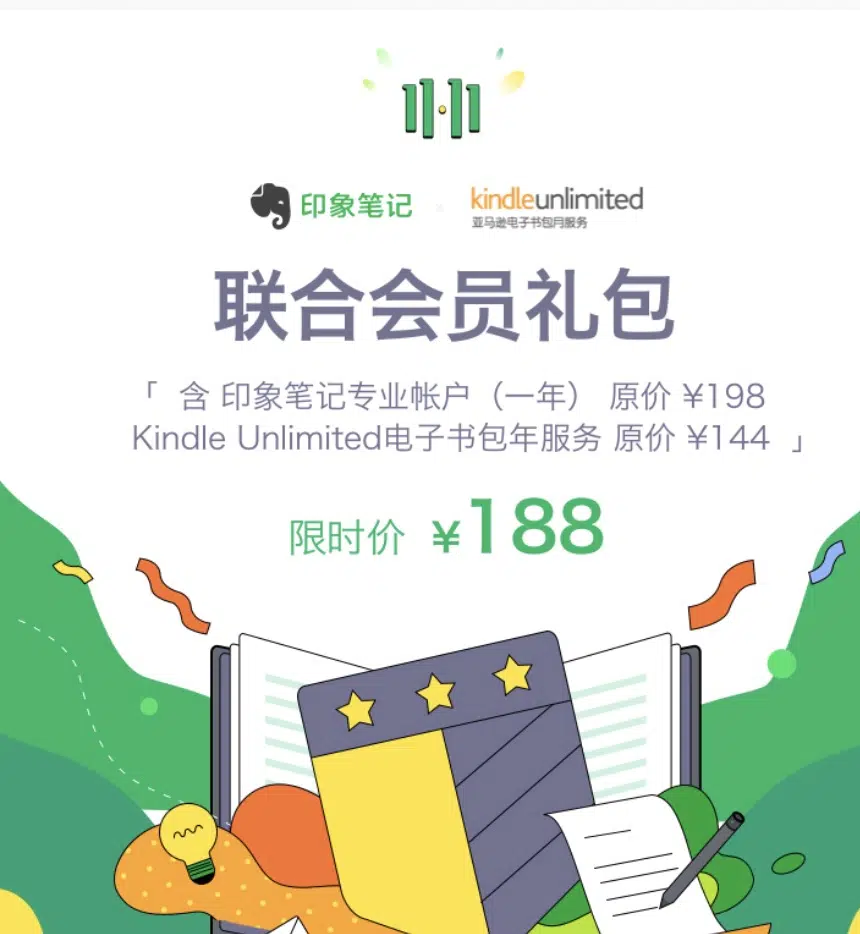 11·11
印象笔记 × kindleunlimited
亚马逊电子书包月服务
联合会员礼包
「 含 印象笔记专业帐户（一年） 原价 ¥198
Kindle Unlimited电子书包年服务 原价 ¥144 」
限时价 ¥188